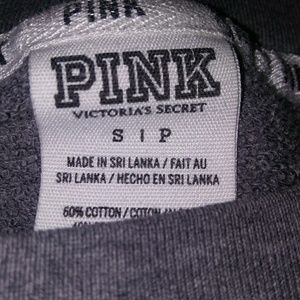 PINK
PINK
VICTORIA'S SECRET
S | P
MADE IN SRI LANKA / FAIT AU
SRI LANKA / HECHO EN SRI LANKA
60% COTTON / COTON /